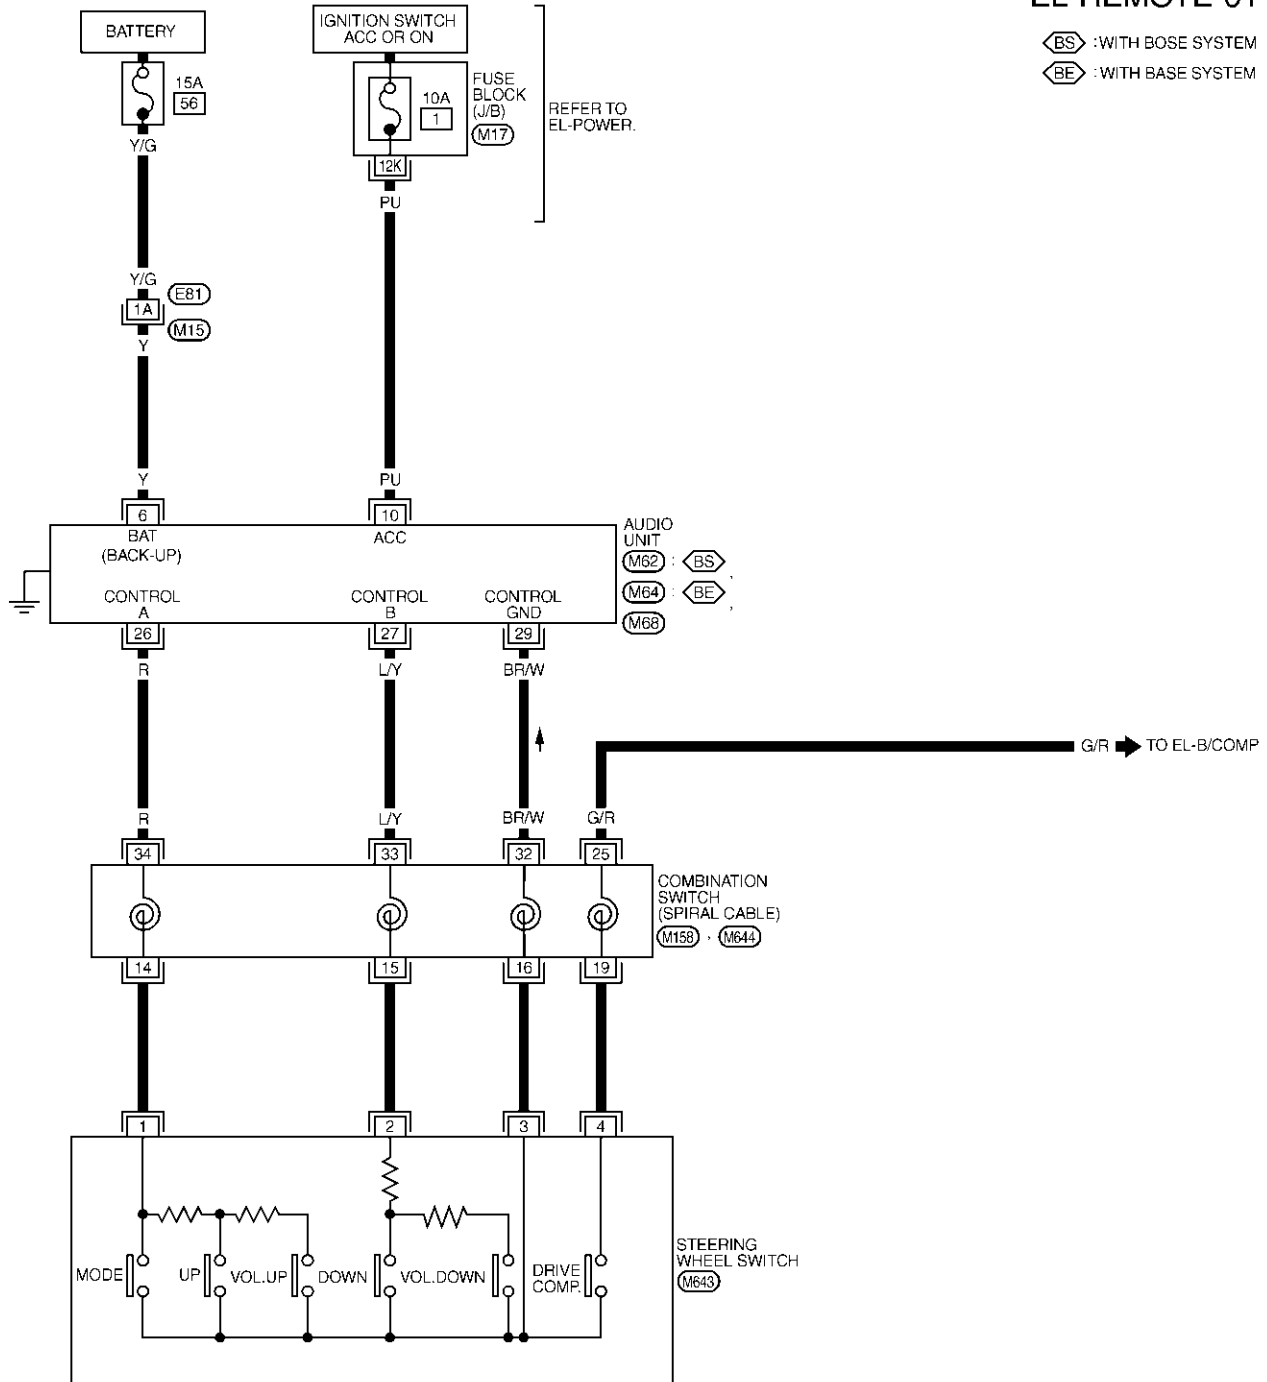 EL-REMOTE-01
BS :WITH BOSE SYSTEM
BE :WITH BASE SYSTEM
BATTERY
IGNITION SWITCH
ACC OR ON
15A
56
10A
1
FUSE
BLOCK
(J/B)
M17
REFER TO
EL-POWER.
Y/G
12K
PU
Y/G
E81
1A
M15
Y
Y
PU
6
10
BAT
(BACK-UP)
ACC
AUDIO
UNIT
M62 : BS ,
M64 : BE ,
M68
CONTROL
A
CONTROL
B
CONTROL
GND
26
27
29
R
L/Y
BR/W
G/R
TO EL-B/COMP
R
L/Y
BR/W
G/R
34
33
32
25
COMBINATION
SWITCH
(SPIRAL CABLE)
M158 , M644
14
15
16
19
1
2
3
4
MODE
UP
VOL.UP
DOWN
VOL.DOWN
DRIVE
COMP.
STEERING
WHEEL SWITCH
M643